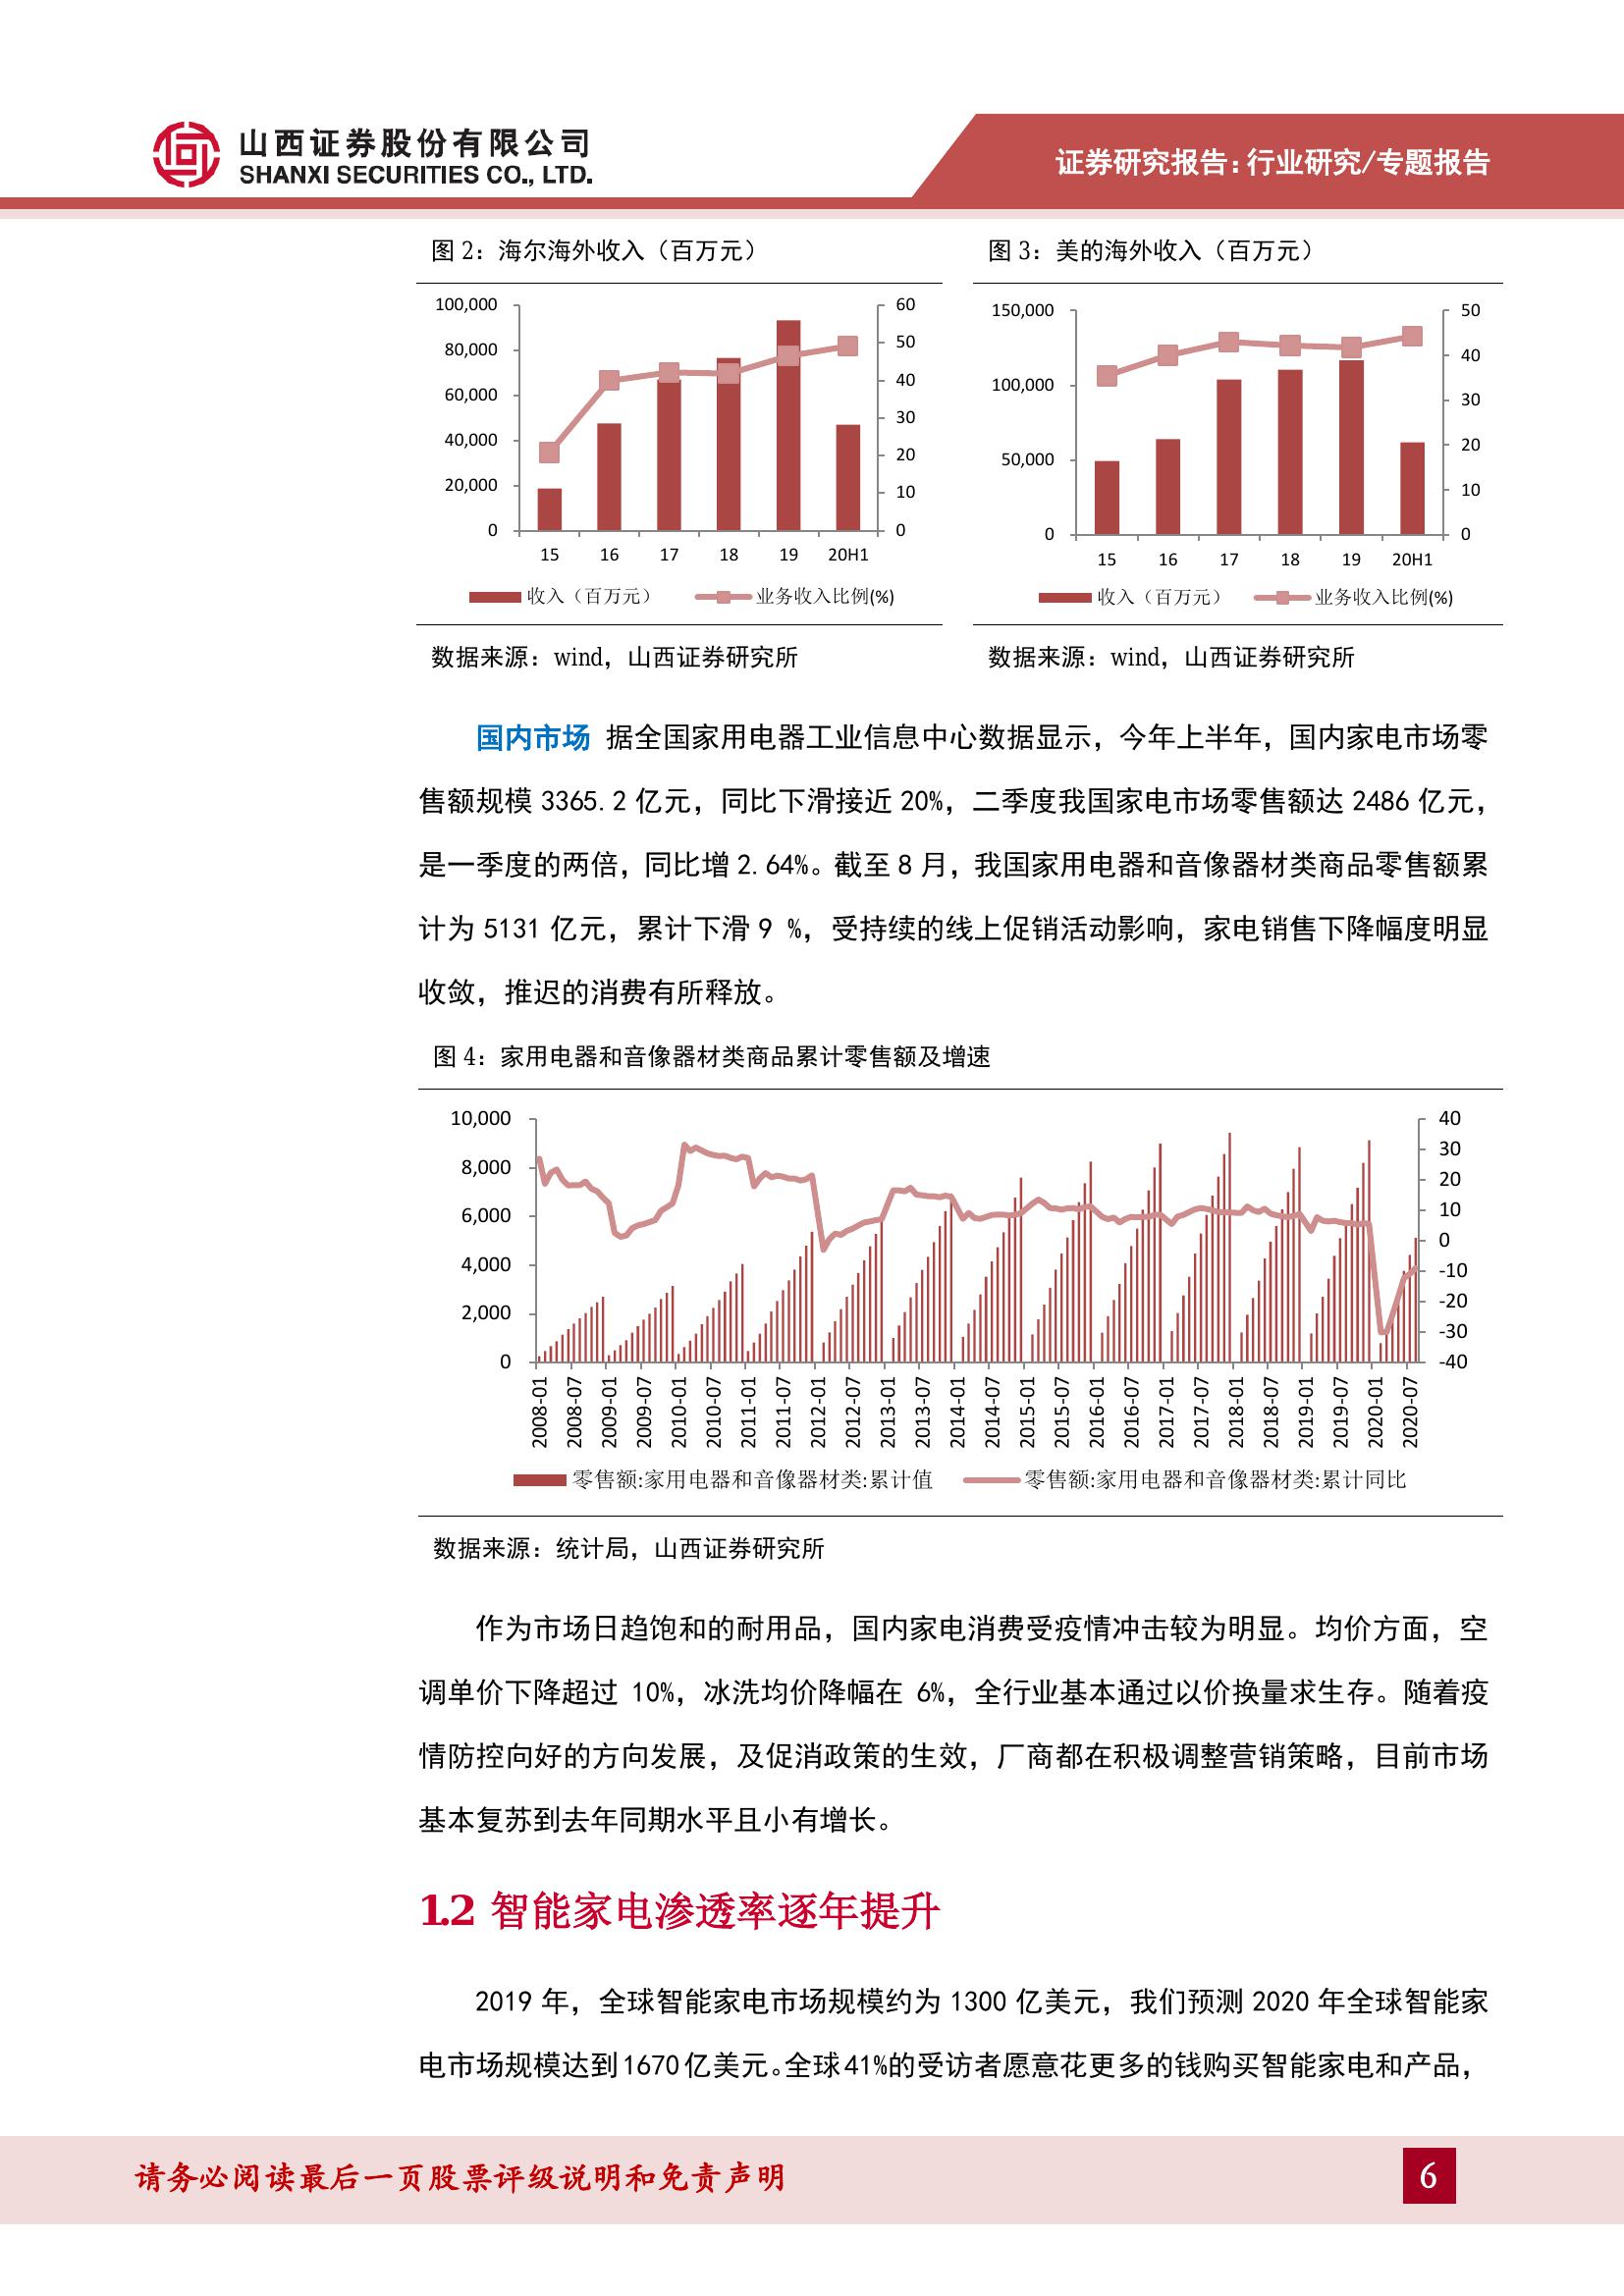 山西证券股份有限公司
SHANXI SECURITIES CO., LTD.
证券研究报告：行业研究/专题报告
图 2：海尔海外收入（百万元）
100,000
80,000
60,000
40,000
20,000
0
60
50
40
30
20
10
0
15 16 17 18 19 20H1
收入（百万元） 业务收入比例(%)
数据来源：wind，山西证券研究所
图 3：美的海外收入（百万元）
150,000
100,000
50,000
0
50
40
30
20
10
0
15 16 17 18 19 20H1
收入（百万元） 业务收入比例(%)
数据来源：wind，山西证券研究所
国内市场 据全国家用电器工业信息中心数据显示，今年上半年，国内家电市场零
售额规模 3365.2 亿元，同比下滑接近 20%，二季度我国家电市场零售额达 2486 亿元，
是一季度的两倍，同比增 2.64%。截至 8 月，我国家用电器和音像器材类商品零售额累
计为 5131 亿元，累计下滑 9 %，受持续的线上促销活动影响，家电销售下降幅度明显
收敛，推迟的消费有所释放。
图 4：家用电器和音像器材类商品累计零售额及增速
10,000
8,000
6,000
4,000
2,000
0
40
30
20
10
0
-10
-20
-30
-40
2008-01 2008-07 2009-01 2009-07 2010-01 2010-07 2011-01 2011-07 2012-01 2012-07 2013-01 2013-07 2014-01 2014-07 2015-01 2015-07 2016-01 2016-07 2017-01 2017-07 2018-01 2018-07 2019-01 2019-07 2020-01 2020-07
零售额:家用电器和音像器材类:累计值 零售额:家用电器和音像器材类:累计同比
数据来源：统计局，山西证券研究所
作为市场日趋饱和的耐用品，国内家电消费受疫情冲击较为明显。均价方面，空
调单价下降超过 10%，冰洗均价降幅在 6%，全行业基本通过以价换量求生存。随着疫
情防控向好的方向发展，及促消政策的生效，厂商都在积极调整营销策略，目前市场
基本复苏到去年同期水平且小有增长。
1.2 智能家电渗透率逐年提升
2019 年，全球智能家电市场规模约为 1300 亿美元，我们预测 2020 年全球智能家
电市场规模达到 1670 亿美元。全球 41%的受访者愿意花更多的钱购买智能家电和产品，
请务必阅读最后一页股票评级说明和免责声明
6